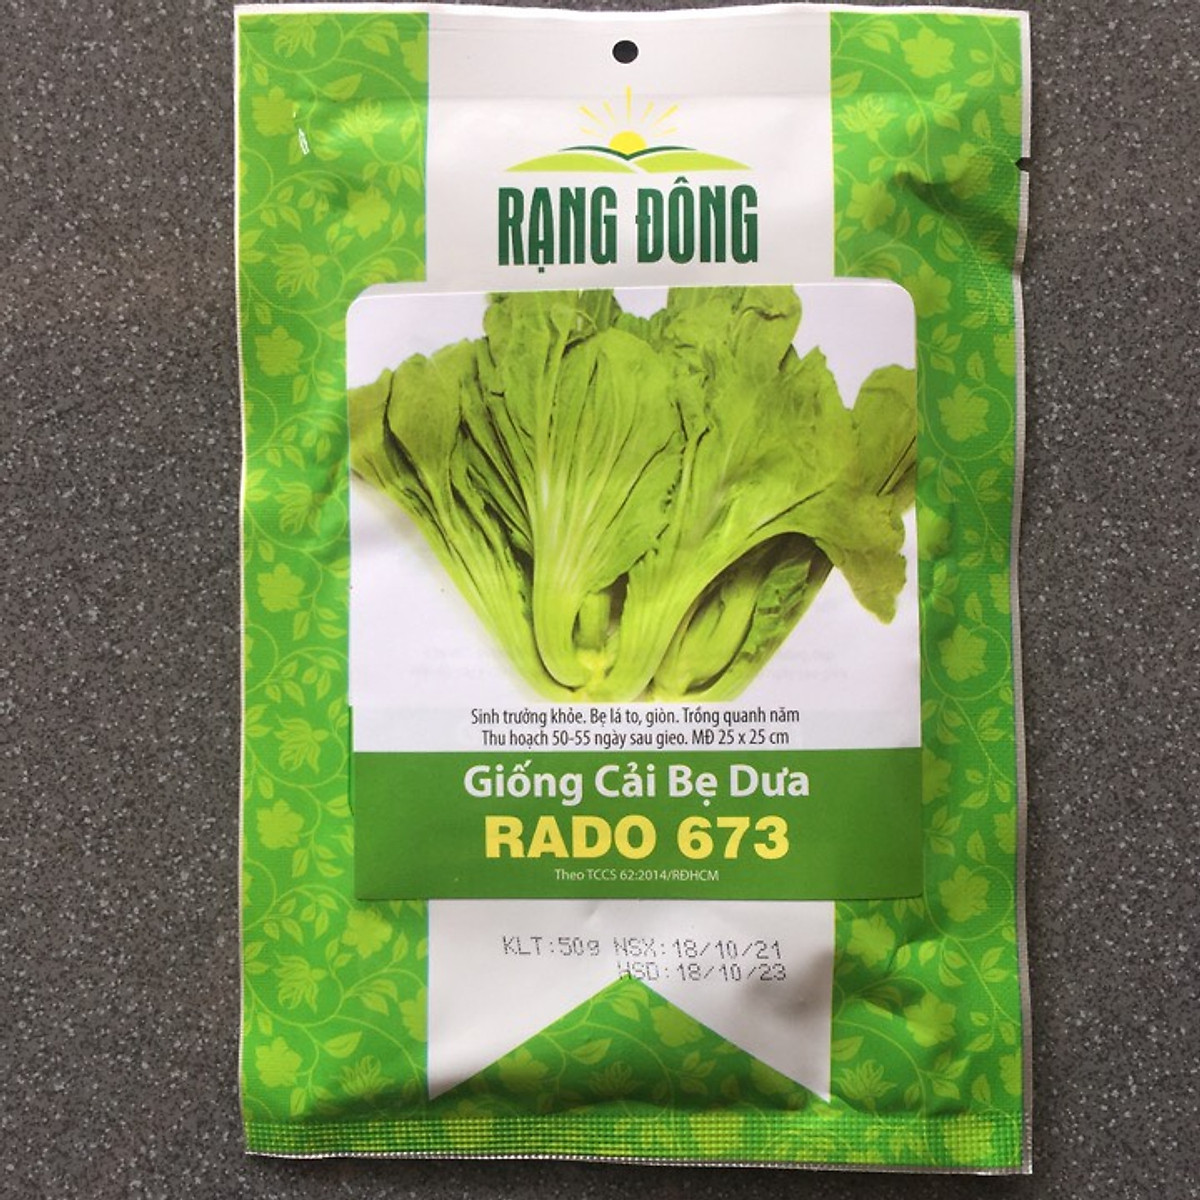 RẠNG ĐÔNG
Sinh trưởng khỏe. Bẹ lá to, giòn. Trồng quanh năm
Thu hoạch 50-55 ngày sau gieo. MĐ 25 x 25 cm
Giống Cải Bẹ Dưa
RADO 673
Theo TCCS 62:2014/RĐHCM
KLT:50g NSX:18/10/21
HSD:18/10/23